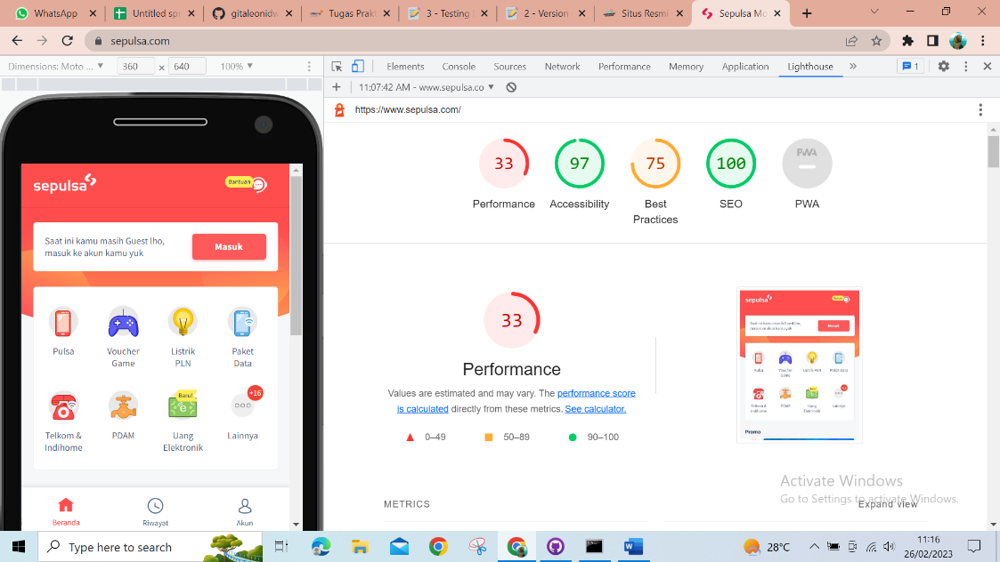 WhatsApp
Untitled spr
gitaleonidw
Tugas Prakt
3 - Testing
2 - Version
Situs Resmi
Sepulsa Mo
sepulsa.com
Dimensions: Moto ...
360
x
640
100%
Elements
Console
Sources
Network
Performance
Memory
Application
Lighthouse
1
11:07:42 AM - www.sepulsa.co
https://www.sepulsa.com/
33
97
75
100
PWA
Performance
Accessibility
Best
Practices
SEO
PWA
sepulsa
Bantuan
Saat ini kamu masih Guest lho,
masuk ke akun kamu yuk
Masuk
Pulsa
Voucher
Game
Listrik
PLN
Paket
Data
Baru!
+16
Telkom &
Indihome
PDAM
Uang
Elektronik
Lainnya
Beranda
Riwayat
Akun
33
Performance
Values are estimated and may vary. The performance score
is calculated directly from these metrics. See calculator.
0–49
50–89
90–100
sepulsa
Masuk
Pulsa
Voucher
Game
Listrik PLN
Paket Data
Telkom &
Indihome
PDAM
Uang
Elektronik
Lainnya
Promo
METRICS
Expand view
Activate Windows
Go to Settings to activate Windows.
Type here to search
28°C
11:16
26/02/2023